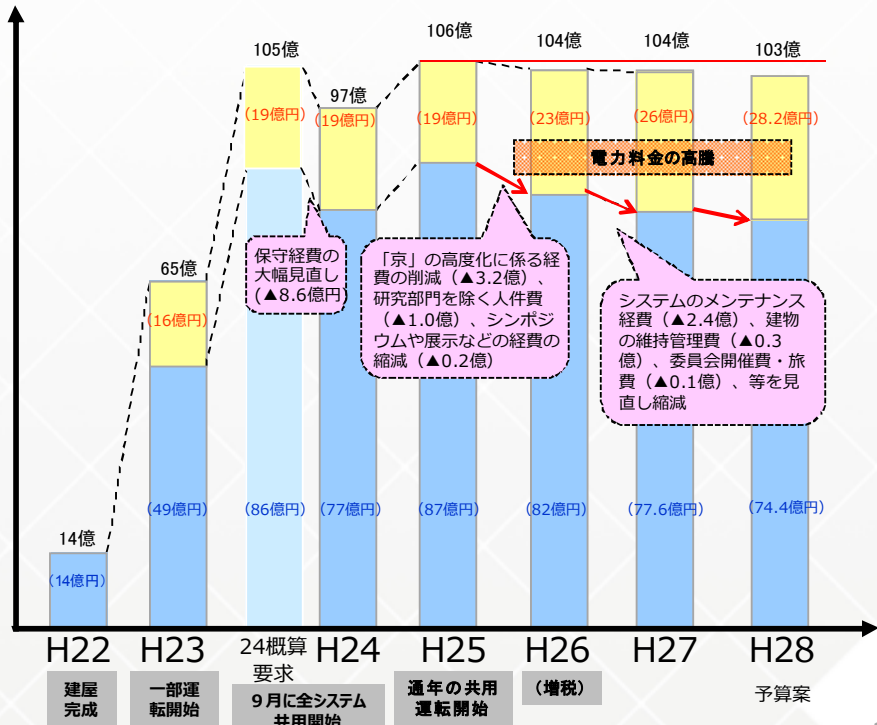 105億
106億
104億
104億
103億
97億
(19億円)
(19億円)
(19億円)
(23億円)
(26億円)
(28.2億円)
電力料金の高騰
65億
(16億円)
保守経費の
大幅見直し
(▲8.6億円)
「京」の高度化に係る経
費の削減（▲3.2億）、
研究部門を除く人件費
（▲1.0億）、シンポジ
ウムや展示などの経費の
縮減（▲0.2億）
システムのメンテナンス
経費（▲2.4億）、建物
の維持管理費（▲0.3
億）、委員会開催費・旅
費（▲0.1億）、等を見
直し縮減
14億
(14億円)
(49億円)
(86億円)
(77億円)
(87億円)
(82億円)
(77.6億円)
(74.4億円)
H22
H23
24概算
要求
H24
H25
H26
H27
H28
建屋
完成
一部運
転開始
９月に全システム
共用開始
通年の共用
運転開始
（増税）
予算案